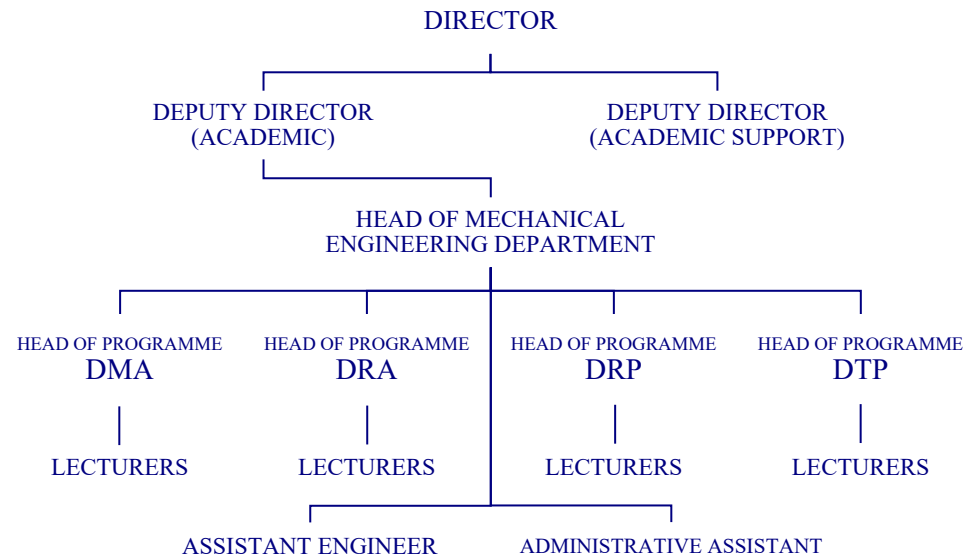 DIRECTOR
DEPUTY DIRECTOR
(ACADEMIC)
DEPUTY DIRECTOR
(ACADEMIC SUPPORT)
HEAD OF MECHANICAL
ENGINEERING DEPARTMENT
HEAD OF PROGRAMME
DMA
HEAD OF PROGRAMME
DRA
HEAD OF PROGRAMME
DRP
HEAD OF PROGRAMME
DTP
LECTURERS
LECTURERS
LECTURERS
LECTURERS
ASSISTANT ENGINEER
ADMINISTRATIVE ASSISTANT